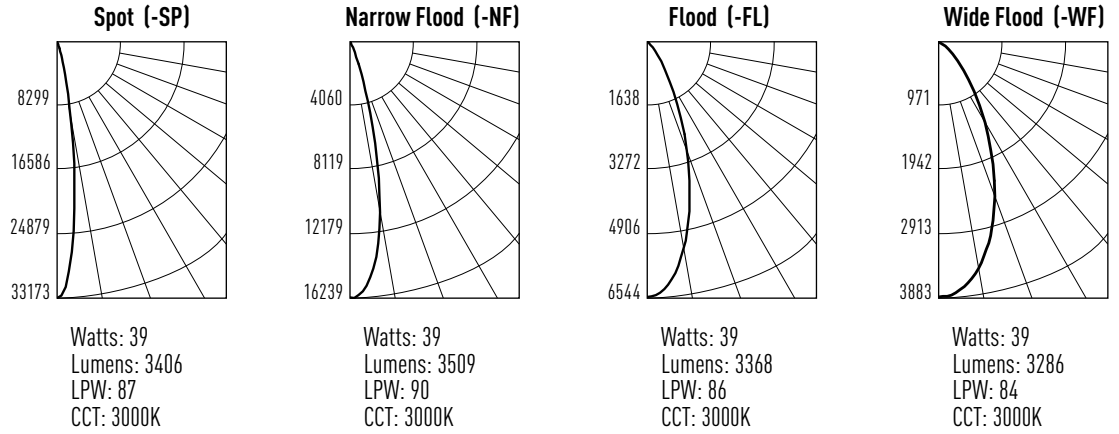 Spot (-SP)
8299
16586
24879
33173
Watts: 39
Lumens: 3406
LPW: 87
CCT: 3000K
Narrow Flood (-NF)
4060
8119
12179
16239
Watts: 39
Lumens: 3509
LPW: 90
CCT: 3000K
Flood (-FL)
1638
3272
4906
6544
Watts: 39
Lumens: 3368
LPW: 86
CCT: 3000K
Wide Flood (-WF)
971
1942
2913
3883
Watts: 39
Lumens: 3286
LPW: 84
CCT: 3000K